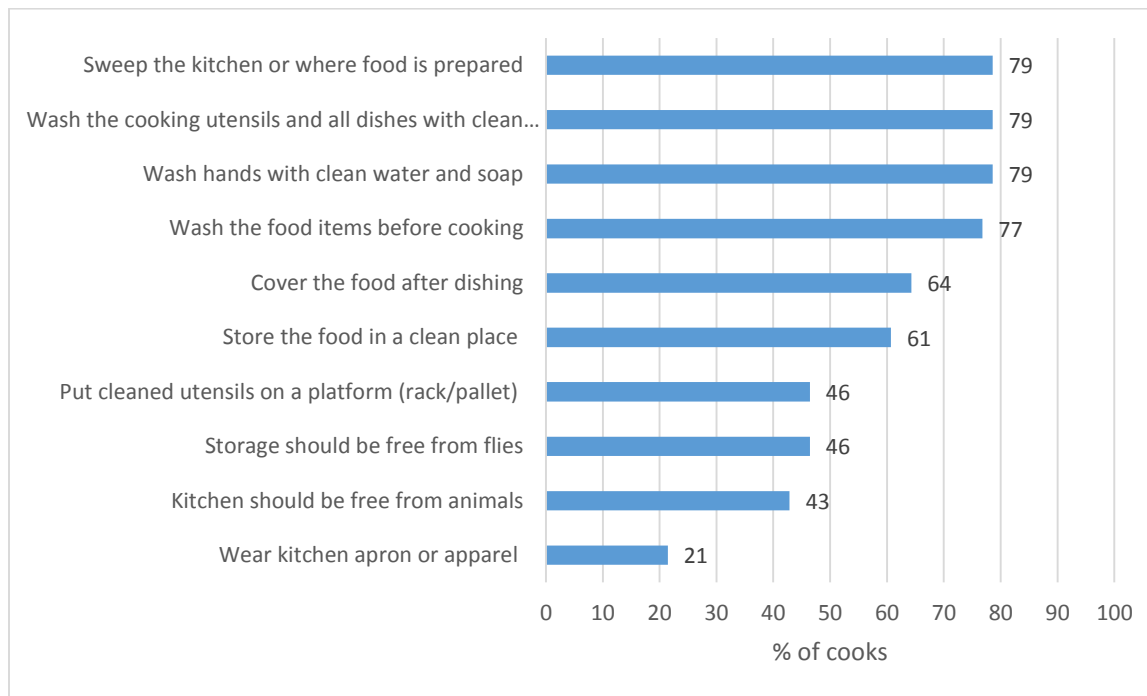 Sweep the kitchen or where food is prepared 79
Wash the cooking utensils and all dishes with clean… 79
Wash hands with clean water and soap 79
Wash the food items before cooking 77
Cover the food after dishing 64
Store the food in a clean place 61
Put cleaned utensils on a platform (rack/pallet) 46
Storage should be free from flies 46
Kitchen should be free from animals 43
Wear kitchen apron or apparel 21
0 10 20 30 40 50 60 70 80 90 100
% of cooks